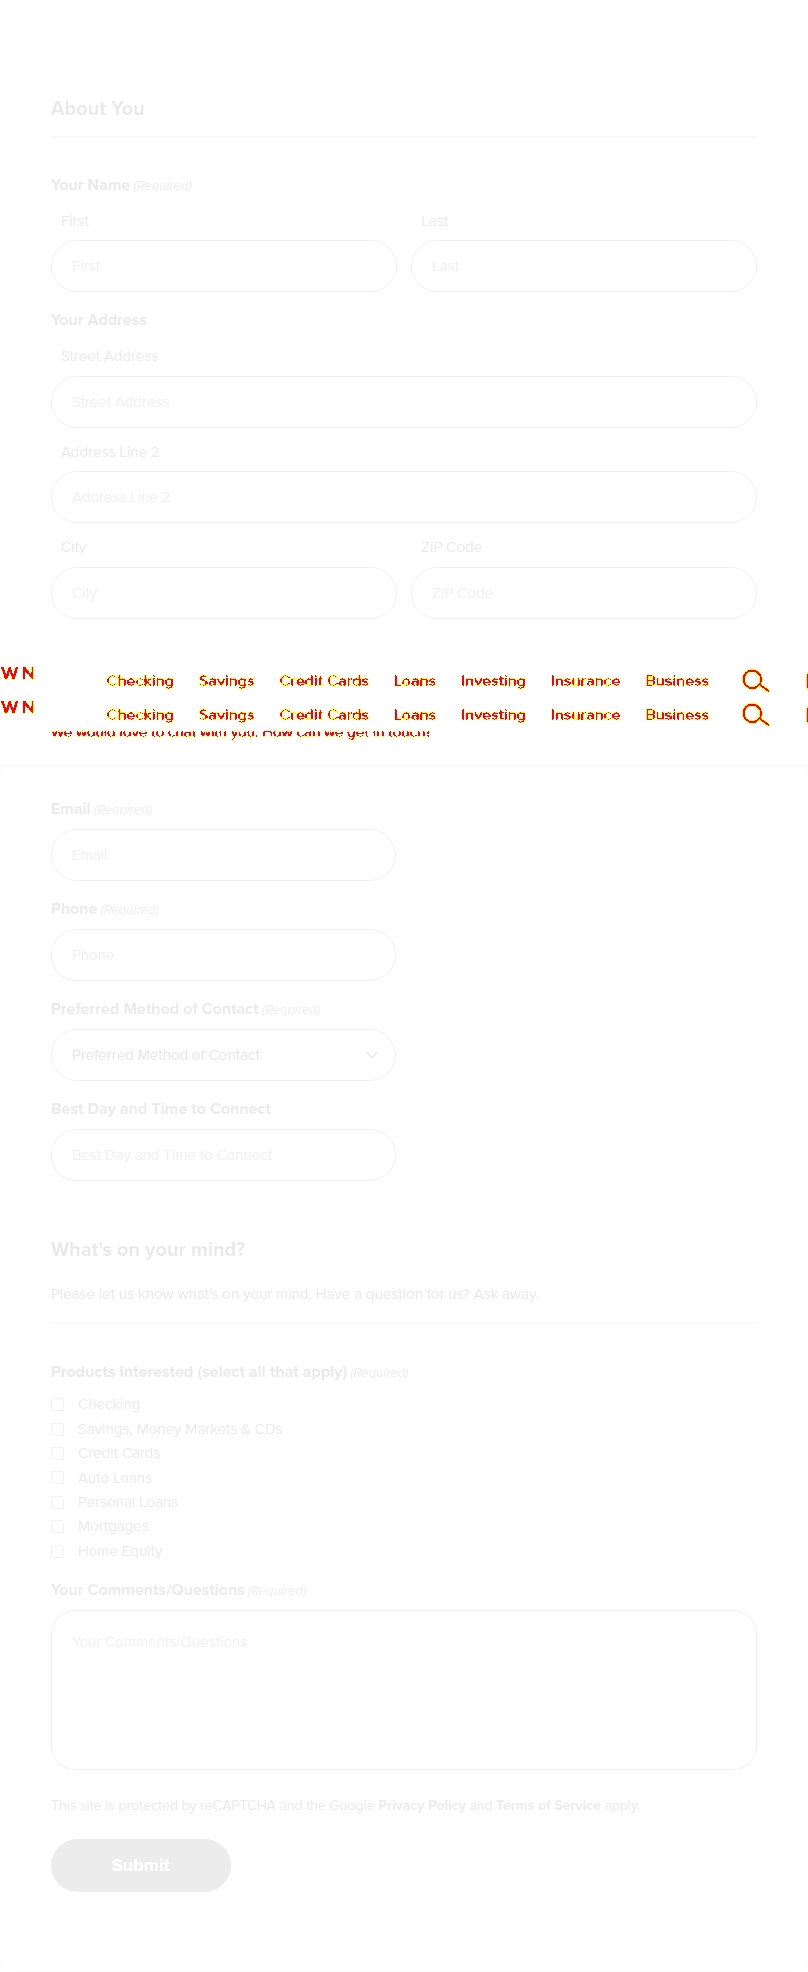 About You
Your Name (Required)
First Last
First Last
Your Address
Street Address
Street Address
Address Line 2
Address Line 2
City ZIP Code
City ZIP Code
W N Checking Savings Credit Cards Loans Investing Insurance Business
W N Checking Savings Credit Cards Loans Investing Insurance Business
We would love to chat with you. How can we get in touch?
Email (Required)
Email
Phone (Required)
Phone
Preferred Method of Contact (Required)
Preferred Method of Contact
Best Day and Time to Connect
Best Day and Time to Connect
What's on your mind?
Please let us know what's on your mind. Have a question for us? Ask away.
Products Interested (select all that apply) (Required)
Checking
Savings, Money Markets & CDs
Credit Cards
Auto Loans
Personal Loans
Mortgages
Home Equity
Your Comments/Questions (Required)
Your Comments/Questions
This site is protected by reCAPTCHA and the Google Privacy Policy and Terms of Service apply.
Submit